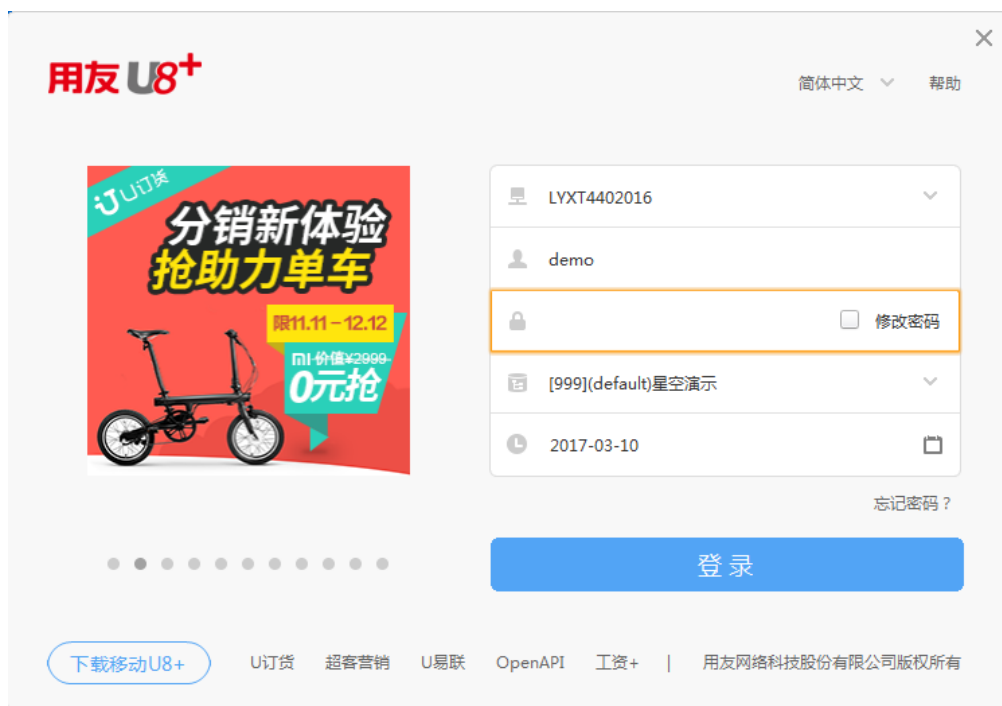 用友 U8+
简体中文 帮助
U订货
分销新体验
抢助力单车
限11.11－12.12
价值¥2999
0元抢
LYXT4402016
demo
修改密码
[999](default)星空演示
2017-03-10
忘记密码？
登录
下载移动U8+ U订货 超客营销 U易联 OpenAPI 工资+ | 用友网络科技股份有限公司版权所有